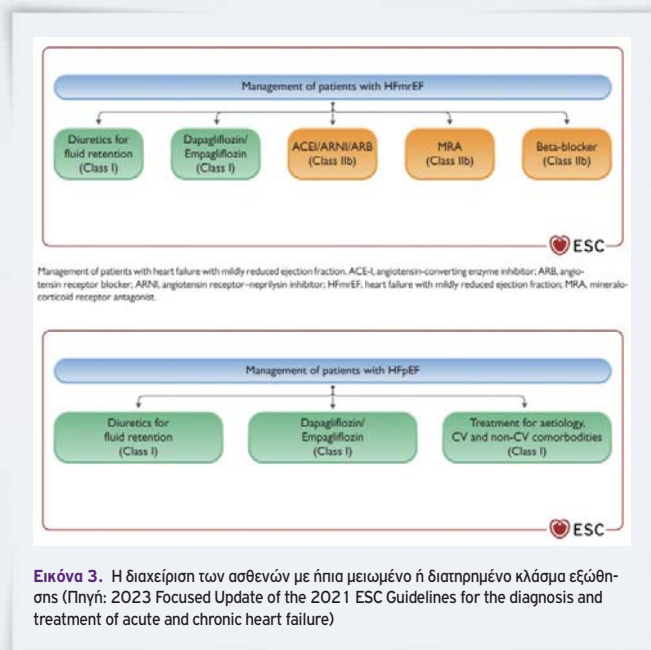 Management of patients with HFmrEF
Diuretics for
fluid retention
(Class I)
Dapagliflozin/
Empagliflozin
(Class I)
ACEI/ARNI/ARB
(Class IIb)
MRA
(Class IIb)
Beta-blocker
(Class IIb)
ESC
Management of patients with heart failure with mildly reduced ejection fraction. ACE-I, angiotensin-converting enzyme inhibitor; ARB, angio-
tensin receptor blocker; ARNI, angiotensin receptor–neprilysin inhibitor; HFmrEF, heart failure with mildly reduced ejection fraction; MRA, mineralo-
corticoid receptor antagonist.
Management of patients with HFpEF
Diuretics for
fluid retention
(Class I)
Dapagliflozin/
Empagliflozin
(Class I)
Treatment for aetiology,
CV and non-CV comorbodities
(Class I)
ESC
Εικόνα 3. Η διαχείριση των ασθενών με ήπια μειωμένο ή διατηρημένο κλάσμα εξώθη-
σης (Πηγή: 2023 Focused Update of the 2021 ESC Guidelines for the diagnosis and
treatment of acute and chronic heart failure)